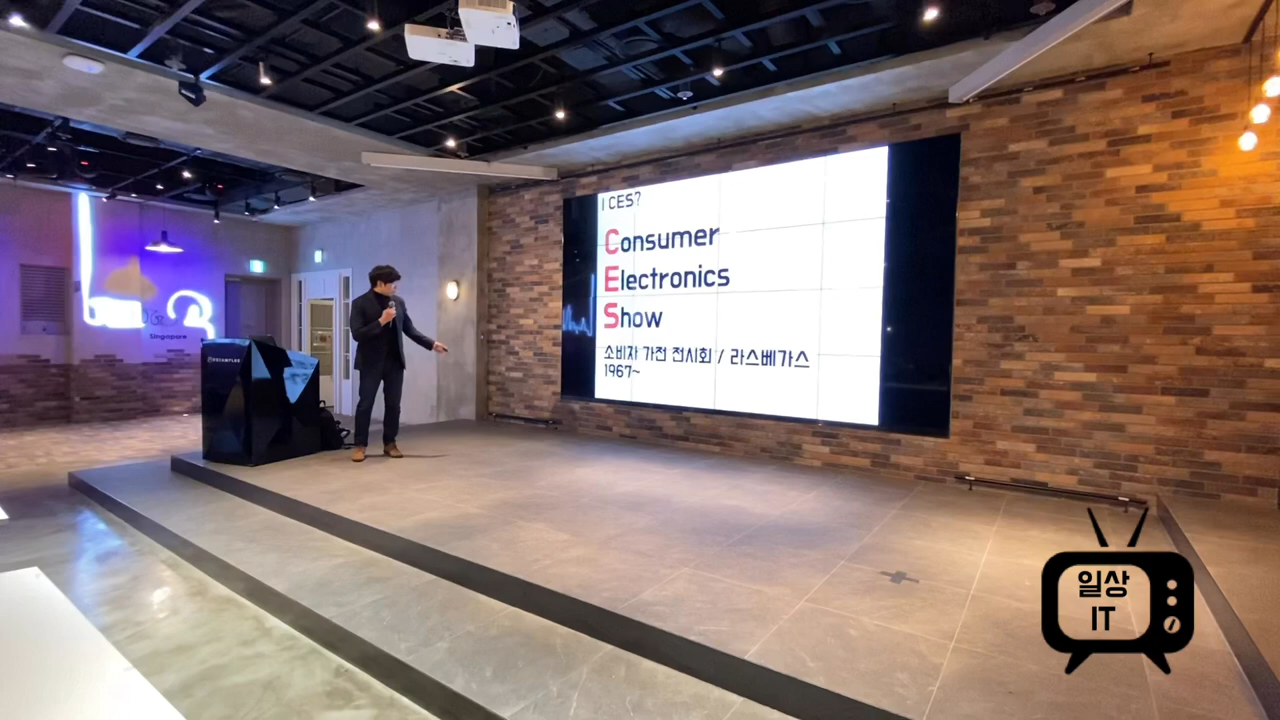 | CES?
Consumer
Electronics
Show
소비자 가전 전시회 / 라스베가스
1967~
Singapore
일상
IT